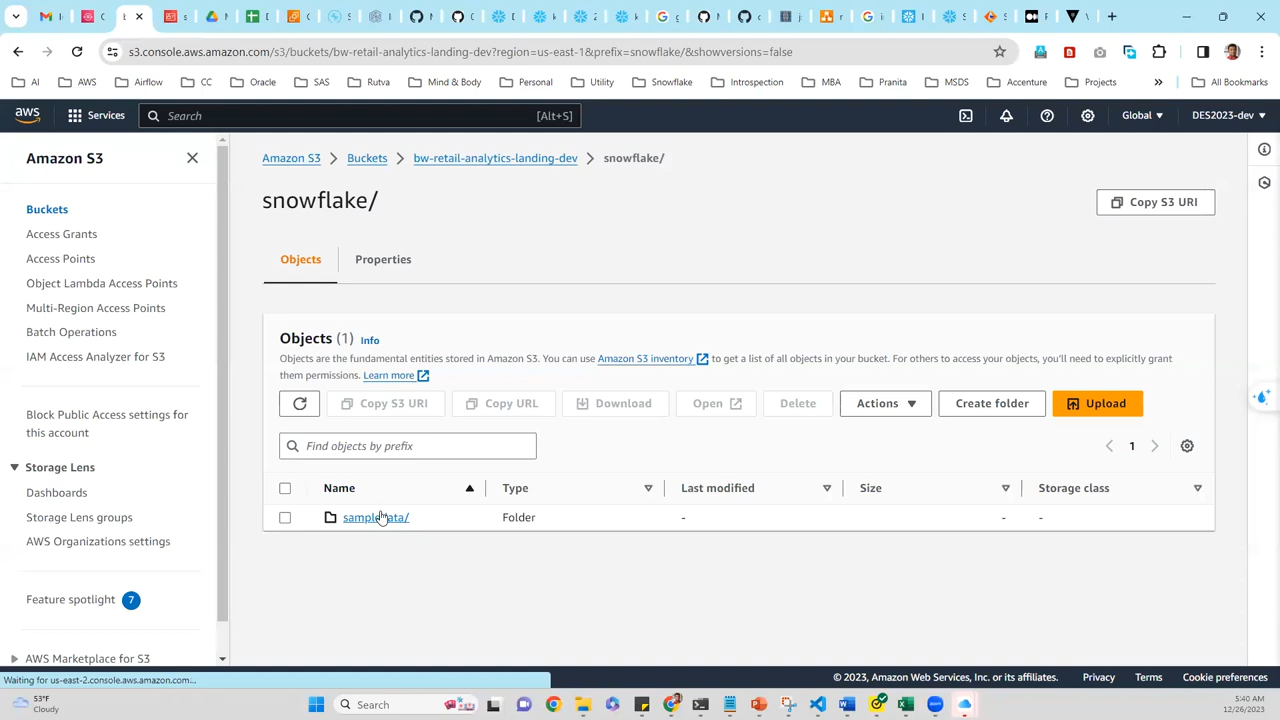 s3.console.aws.amazon.com/s3/buckets/bw-retail-analytics-landing-dev?region=us-east-1&prefix=snowflake/&showversions=false
AI AWS Airflow CC Oracle SAS Rutva Mind & Body Personal Utility Snowflake Introspection MBA Pranita MSDS Accenture Projects All Bookmarks
aws Services Search [Alt+S] Global DES2023-dev
Amazon S3
Amazon S3 Buckets bw-retail-analytics-landing-dev snowflake/
snowflake/
Copy S3 URI
Buckets
Access Grants
Access Points
Object Lambda Access Points
Multi-Region Access Points
Batch Operations
IAM Access Analyzer for S3
Block Public Access settings for
this account
Storage Lens
Dashboards
Storage Lens groups
AWS Organizations settings
Feature spotlight 7
AWS Marketplace for S3
Objects Properties
Objects (1) Info
Objects are the fundamental entities stored in Amazon S3. You can use Amazon S3 inventory to get a list of all objects in your bucket. For others to access your objects, you'll need to explicitly grant
them permissions. Learn more
Copy S3 URI Copy URL Download Open Delete Actions Create folder Upload
Find objects by prefix
1
Name Type Last modified Size Storage class
Folder - - -
Waiting for us-east-2.console.aws.amazon.com...
© 2023, Amazon Web Services, Inc. or its affiliates. Privacy Terms Cookie preferences
53°F
Cloudy
Search
5:40 AM
12/26/2023